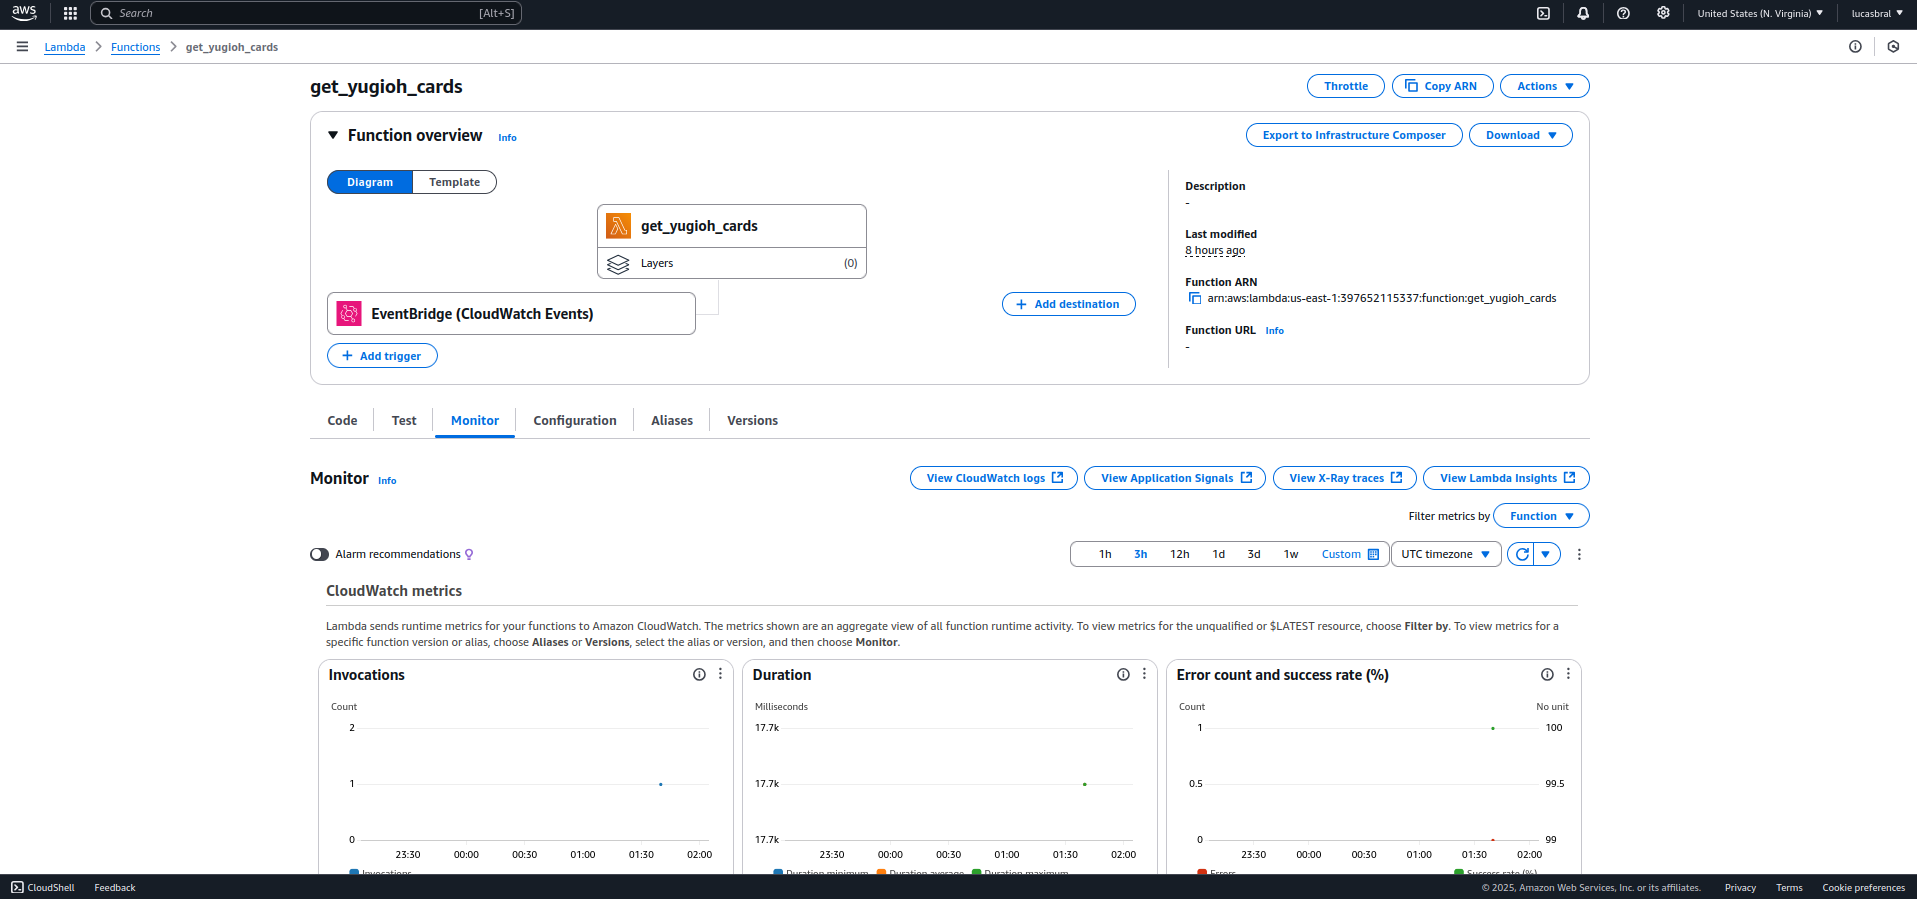 aws
Search [Alt+S]
United States (N. Virginia)
lucasbral
Lambda
Functions
get_yugioh_cards
get_yugioh_cards
Throttle
Copy ARN
Actions
Function overview
Info
Export to Infrastructure Composer
Download
Diagram
Template
get_yugioh_cards
Layers
(0)
EventBridge (CloudWatch Events)
Add trigger
Add destination
Description
-
Last modified
8 hours ago
Function ARN
arn:aws:lambda:us-east-1:397652115337:function:get_yugioh_cards
Function URL Info
-
Code
Test
Monitor
Configuration
Aliases
Versions
Monitor Info
View CloudWatch logs
View Application Signals
View X-Ray traces
View Lambda Insights
Filter metrics by
Function
Alarm recommendations
1h 3h 12h 1d 3d 1w Custom
UTC timezone
CloudWatch metrics
Lambda sends runtime metrics for your functions to Amazon CloudWatch. The metrics shown are an aggregate view of all function runtime activity. To view metrics for the unqualified or $LATEST resource, choose Filter by. To view metrics for a
specific function version or alias, choose Aliases or Versions, select the alias or version, and then choose Monitor.
Invocations
Count
2
1
0
23:30 00:00 00:30 01:00 01:30 02:00
Invocations
Duration
Milliseconds
17.7k
17.7k
17.7k
23:30 00:00 00:30 01:00 01:30 02:00
Duration minimum Duration average Duration maximum
Error count and success rate (%)
Count No unit
1 100
0.5 99.5
0 99
23:30 00:00 00:30 01:00 01:30 02:00
Errors Success rate (%)
CloudShell
Feedback
© 2025, Amazon Web Services, Inc. or its affiliates.
Privacy
Terms
Cookie preferences